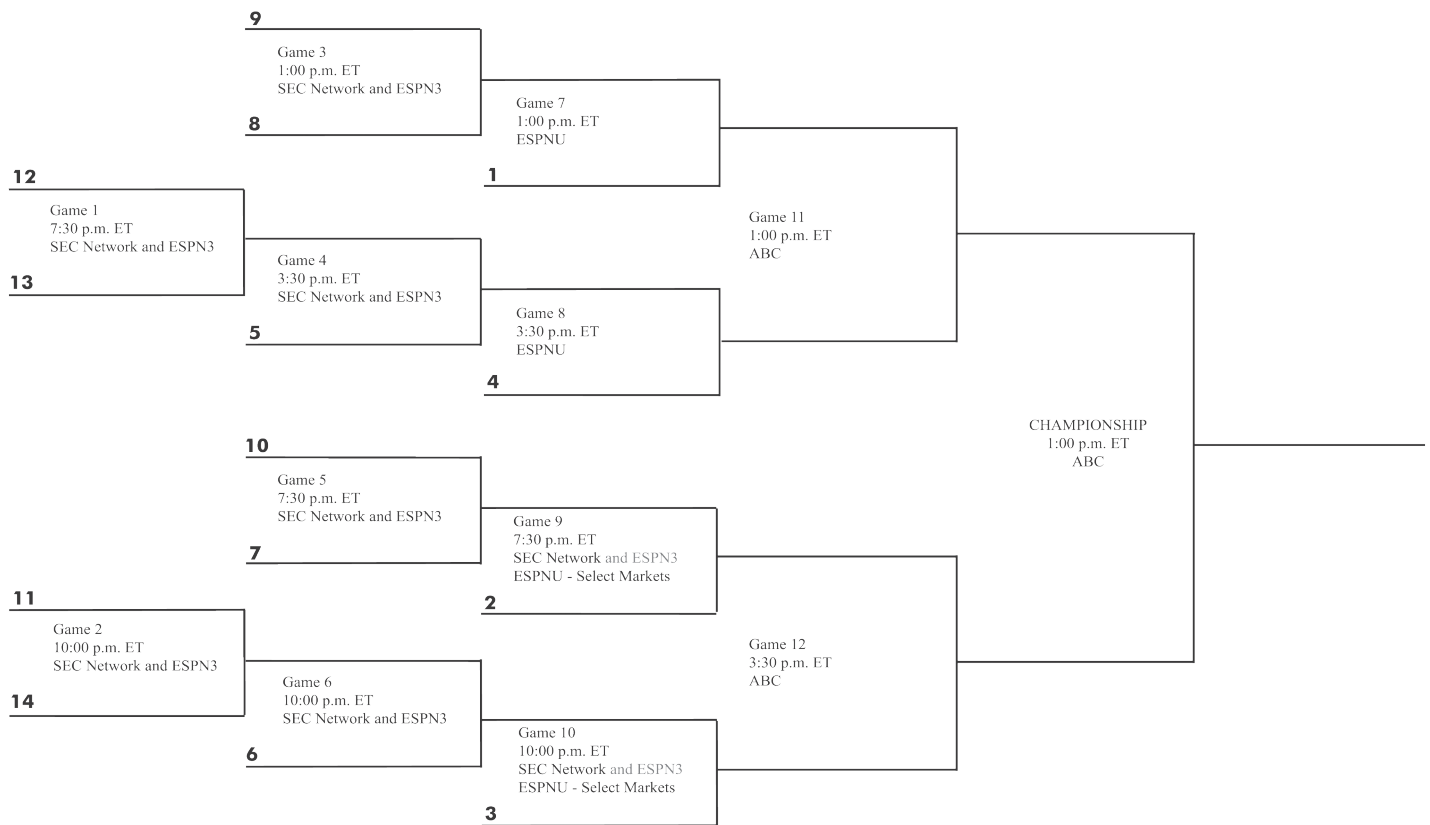 9
Game 3
1:00 p.m. ET
SEC Network and ESPN3
8
Game 7
1:00 p.m. ET
ESPNU
1
12
Game 1
7:30 p.m. ET
SEC Network and ESPN3
13
Game 4
3:30 p.m. ET
SEC Network and ESPN3
5
Game 8
3:30 p.m. ET
ESPNU
4
Game 11
1:00 p.m. ET
ABC
10
Game 5
7:30 p.m. ET
SEC Network and ESPN3
7
Game 9
7:30 p.m. ET
SEC Network and ESPN3
ESPNU - Select Markets
2
11
Game 2
10:00 p.m. ET
SEC Network and ESPN3
14
Game 6
10:00 p.m. ET
SEC Network and ESPN3
6
Game 10
10:00 p.m. ET
SEC Network and ESPN3
ESPNU - Select Markets
3
Game 12
3:30 p.m. ET
ABC
CHAMPIONSHIP
1:00 p.m. ET
ABC